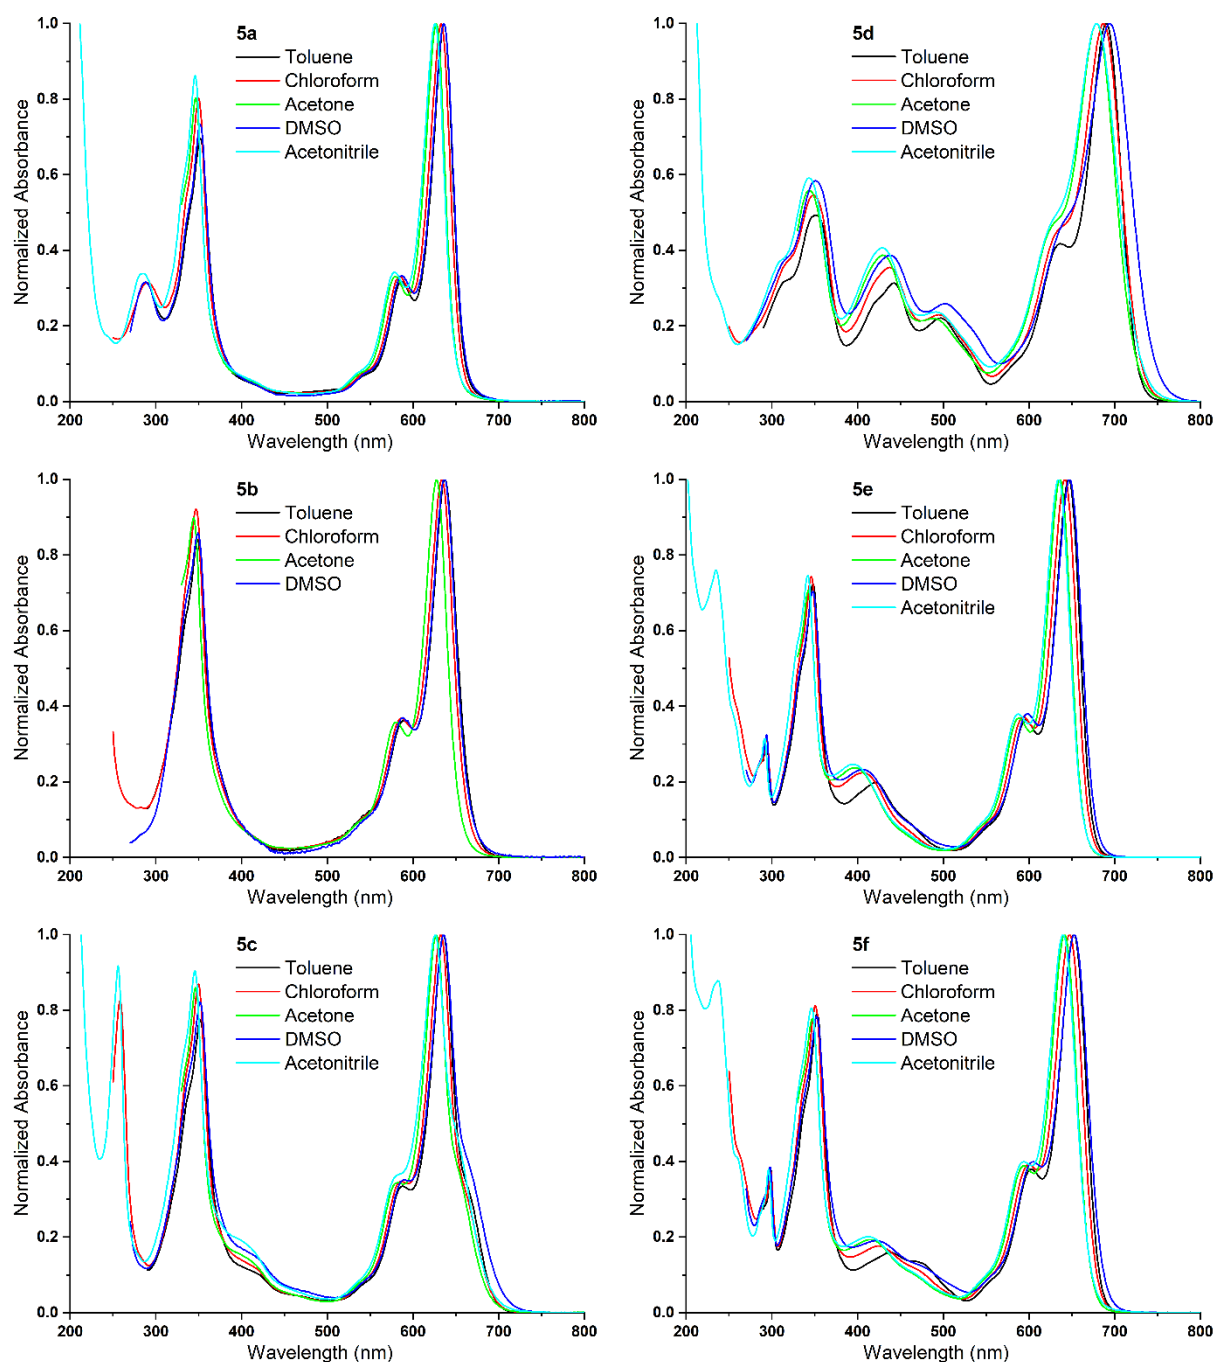 5a
Toluene
Chloroform
Acetone
DMSO
Acetonitrile
Normalized Absorbance
1.0
0.8
0.6
0.4
0.2
0.0
200 300 400 500 600 700 800
Wavelength (nm)
5d
Toluene
Chloroform
Acetone
DMSO
Acetonitrile
Normalized Absorbance
1.0
0.8
0.6
0.4
0.2
0.0
200 300 400 500 600 700 800
Wavelength (nm)
5b
Toluene
Chloroform
Acetone
DMSO
Normalized Absorbance
1.0
0.8
0.6
0.4
0.2
0.0
200 300 400 500 600 700 800
Wavelength (nm)
5e
Toluene
Chloroform
Acetone
DMSO
Acetonitrile
Normalized Absorbance
1.0
0.8
0.6
0.4
0.2
0.0
200 300 400 500 600 700 800
Wavelength (nm)
5c
Toluene
Chloroform
Acetone
DMSO
Acetonitrile
Normalized Absorbance
1.0
0.8
0.6
0.4
0.2
0.0
200 300 400 500 600 700 800
Wavelength (nm)
5f
Toluene
Chloroform
Acetone
DMSO
Acetonitrile
Normalized Absorbance
1.0
0.8
0.6
0.4
0.2
0.0
200 300 400 500 600 700 800
Wavelength (nm)